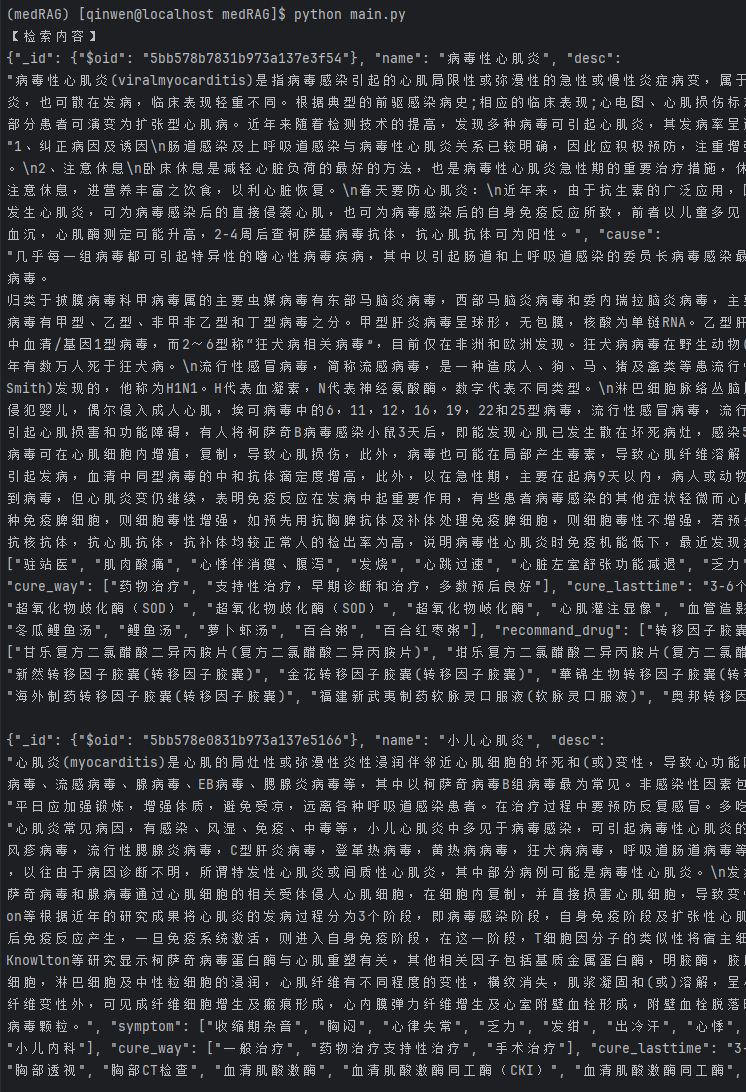 (medRAG) [qinwen@localhost medRAG]$ python main.py
【检索内容】
{"_id": {"$oid": "5bb578b7831b973a137e3f54"}, "name": "病毒性心肌炎", "desc":
"病毒性心肌炎(viralmyocarditis)是指病毒感染引起的心肌局限性或弥漫性的急性或慢性炎症病变，属于
炎，也可散在发病，临床表现轻重不同。根据典型的前驱感染病史;相应的临床表现;心电图、心肌损伤标
部分患者可演变为扩张型心肌病。近年来随着检测技术的提高，发现多种病毒可引起心肌炎，其发病率呈
"1、纠正病因及诱因\n肠道感染及上呼吸道感染与病毒性心肌炎关系已较明确，因此应积极预防，注重增
。\n2、注意休息\n卧床休息是减轻心脏负荷的最好的方法，也是病毒性心肌炎急性期的重要治疗措施，休
注意休息，进营养丰富之饮食，以利心脏恢复。\n春天要防心肌炎：\n近年来，由于抗生素的广泛应用，
发生心肌炎，可为病毒感染后的直接侵袭心肌，也可为病毒感染后的自身免疫反应所致，前者以儿童多见
血沉，心肌酶测定可能升高，2-4周后查柯萨基病毒抗体，抗心肌抗体可为阳性。", "cause":
"几乎每一组病毒都可引起特异性的嗜心性病毒疾病，其中以引起肠道和上呼吸道感染的委员长病毒感染最
病毒。
归类于披膜病毒科甲病毒属的主要虫媒病毒有东部马脑炎病毒，西部马脑炎病毒和委内瑞拉脑炎病毒，主
病毒有甲型、乙型、非甲非乙型和丁型病毒之分。甲型肝炎病毒呈球形，无包膜，核酸为单链RNA。乙型肝
中血清/基因1型病毒，而2～6型称"狂犬病相关病毒"，目前仅在非洲和欧洲发现。狂犬病病毒在野生动物
年有数万人死于狂犬病。\n流行性感冒病毒，简称流感病毒，是一种造成人、狗、马、猪及禽类等患流行
Smith)发现的，他称为H1N1。H代表血凝素，N代表神经氨酸酶。数字代表不同类型。\n淋巴细胞脉络丛脑
侵犯婴儿，偶尔侵入成人心肌，埃可病毒中的6，11，12，16，19，22和25型病毒，流行性感冒病毒，流行
引起心肌损害和功能障碍，有人将柯萨奇B病毒感染小鼠3天后，即能发现心肌已发生散在坏死病灶，感染5
病毒可在心肌细胞内增殖，复制，导致心肌损伤，此外，病毒也可能在局部产生毒素，导致心肌纤维溶解
引起发病，血清中同型病毒的中和抗体滴定度增高，此外，以在急性期，主要在起病9天以内，病人或动物
到病毒，但心肌炎变仍继续，表明免疫反应在发病中起重要作用，有些患者病毒感染的其他症状轻微而心
种免疫脾细胞，则细胞毒性增强，如预先用抗胸脾抗体及补体处理免疫脾细胞，则细胞毒性不增强，若预
抗核抗体，抗心肌抗体，抗补体均较正常人的检出率为高，说明病毒性心肌炎时免疫机能低下，最近发现
["驻站医", "肌肉酸痛", "心悸伴消瘦、腹泻", "发烧", "心跳过速", "心脏左室舒张功能减退", "乏力
"cure_way": ["药物治疗", "支持性治疗，早期诊断和治疗，多数预后良好"], "cure_lasttime": "3-6个
"超氧化物歧化酶（SOD）", "超氧化物歧化酶（SOD）", "超氧化物岐化酶", "心肌灌注显像", "血管造影
"冬瓜鲤鱼汤", "鲤鱼汤", "萝卜虾汤", "百合粥", "百合红枣粥"], "recommand_drug": ["转移因子胶囊
["甘乐复方二氯醋酸二异丙胺片(复方二氯醋酸二异丙胺片)", "坩乐复方二氯醋酸二异丙胺片(复方二氯醋
"新然转移因子胶囊(转移因子胶囊)", "金花转移因子胶囊(转移因子胶囊)", "華锦生物转移因子胶囊(转
"海外制药转移因子胶囊(转移因子胶囊)", "福建新武夷制药软脉灵口服液(软脉灵口服液)", "奥邦转移因
{"_id": {"$oid": "5bb578e0831b973a137e5166"}, "name": "小儿心肌炎", "desc":
"心肌炎(myocarditis)是心肌的局灶性或弥漫性炎性浸润伴邻近心肌细胞的坏死和(或)变性，导致心功能
病毒、流感病毒、腺病毒、EB病毒、腮腺炎病毒等，其中以柯萨奇病毒B组病毒最为常见。非感染性因素包
"平日应加强锻炼，增强体质，避免受凉，远离各种呼吸道感染患者。在治疗过程中要预防反复感冒。多吃
"心肌炎常见病因，有感染、风湿、免疫、中毒等，小儿心肌炎中多见于病毒感染，可引起病毒性心肌炎的
风疹病毒，流行性腮腺炎病毒，C型肝炎病毒，登革热病毒，黄热病病毒，狂犬病病毒，呼吸道肠道病毒等
，以往由于病因诊断不明，所谓特发性心肌炎或间质性心肌炎，其中部分病例可能是病毒性心肌炎。\n发
萨奇病毒和腺病毒通过心肌细胞的相关受体侵人心肌细胞，在细胞内复制，并直接损害心肌细胞，导致变
on等根据近年的研究成果将心肌炎的发病过程分为3个阶段，即病毒感染阶段，自身免疫阶段及扩张性心肌
后免疫反应产生，一旦免疫系统激活，则进入自身免疫阶段，在这一阶段，T细胞因分子的类似性将宿主细
Knowlton等研究显示柯萨奇病毒蛋白酶与心肌重塑有关，其他相关因子包括基质金属蛋白酶，明胶酶，胶
细胞，淋巴细胞及中性粒细胞的浸润，心肌纤维有不同程度的变性，横纹消失，肌浆凝固和(或)溶解，呈
纤维变性外，可见成纤维细胞增生及瘢痕形成，心内膜弹力纤维增生及心室附壁血栓形成，附壁血栓脱落
病毒颗粒。", "symptom": ["收缩期杂音", "胸闷", "心律失常", "乏力", "发绀", "出冷汗", "心悸",
"小儿内科"], "cure_way": ["一般治疗", "药物治疗支持性治疗", "手术治疗"], "cure_lasttime": "3-
"胸部透视", "胸部CT检查", "血清肌酸激酶", "血清肌酸激酶同工酶（CKI）", "血清肌酸激酶同工酶",